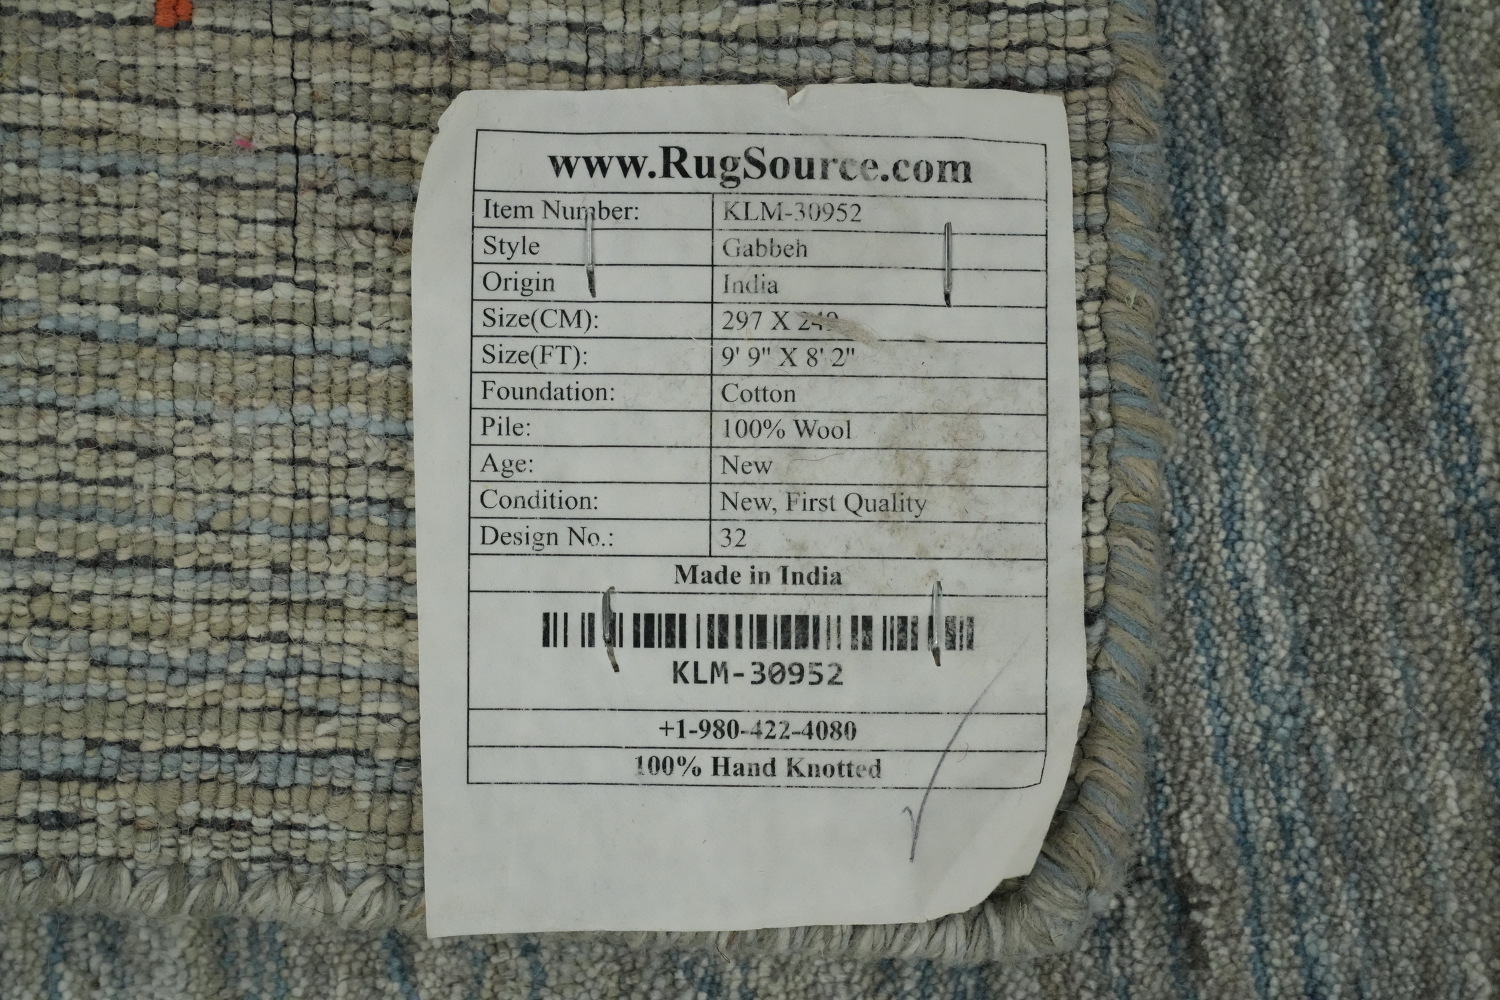 www.RugSource.com
Item Number: KLM-30952
Style Gabbeh
Origin India
Size(CM): 297 X 249
Size(FT): 9' 9" X 8' 2"
Foundation: Cotton
Pile: 100% Wool
Age: New
Condition: New, First Quality
Design No.: 32
Made in India
KLM-30952
+1-980-422-4080
100% Hand Knotted